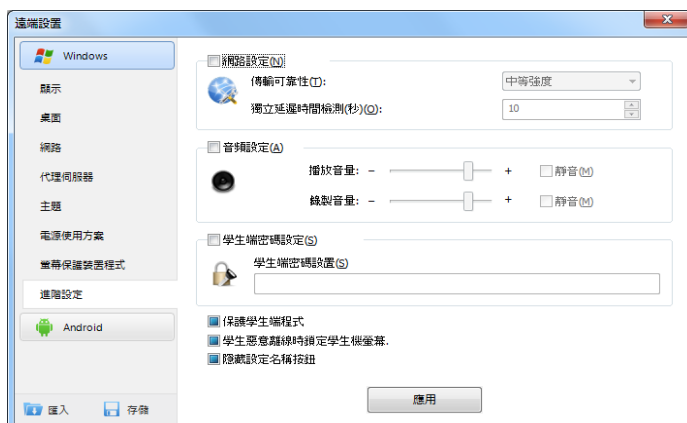 遠端設置
Windows
顯示
桌面
網路
代理伺服器
主題
電源使用方案
螢幕保護裝置程式
進階設定
Android
匯入
存儲
網路設定(N)
傳輸可靠性(T):
中等強度
獨立延遲時間檢測(秒)(O):
10
音頻設定(A)
播放音量: - +
靜音(M)
錄製音量: - +
靜音(M)
學生端密碼設定(S)
學生端密碼設置(S)
保護學生端程式
學生惡意離線時鎖定學生機螢幕.
隱藏設定名稱按鈕
應用